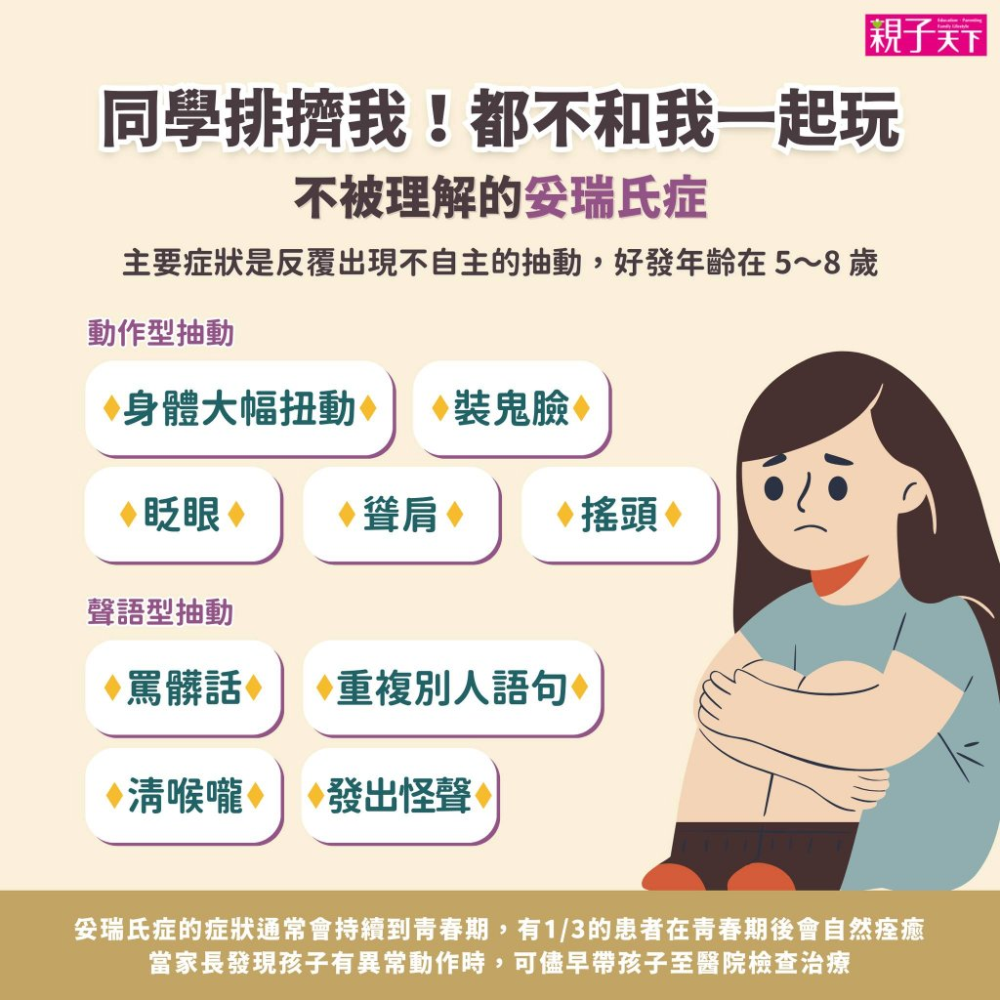 親子天下
Education · Parenting
Family Lifestyle
同學排擠我！都不和我一起玩
不被理解的妥瑞氏症
主要症狀是反覆出現不自主的抽動，好發年齡在 5～8 歲
動作型抽動
身體大幅扭動
裝鬼臉
眨眼
聳肩
搖頭
聲語型抽動
罵髒話
重複別人語句
清喉嚨
發出怪聲
妥瑞氏症的症狀通常會持續到青春期，有1/3的患者在青春期後會自然痊癒
當家長發現孩子有異常動作時，可儘早帶孩子至醫院檢查治療